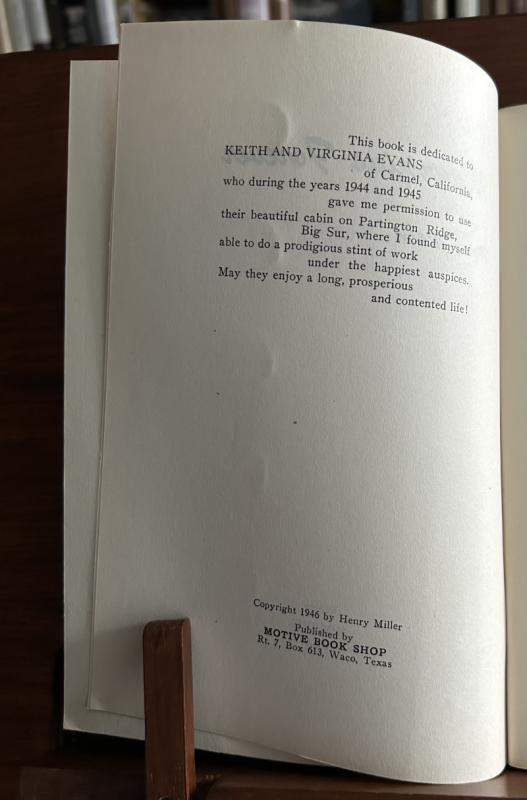 This book is dedicated to
KEITH AND VIRGINIA EVANS
of Carmel, California,
who during the years 1944 and 1945
gave me permission to use
their beautiful cabin on Partington Ridge,
Big Sur, where I found myself
able to do a prodigious stint of work
under the happiest auspices.
May they enjoy a long, prosperious
and contented life!
Copyright 1946 by Henry Miller
Published by
MOTIVE BOOK SHOP
Rt. 7, Box 613, Waco, Texas